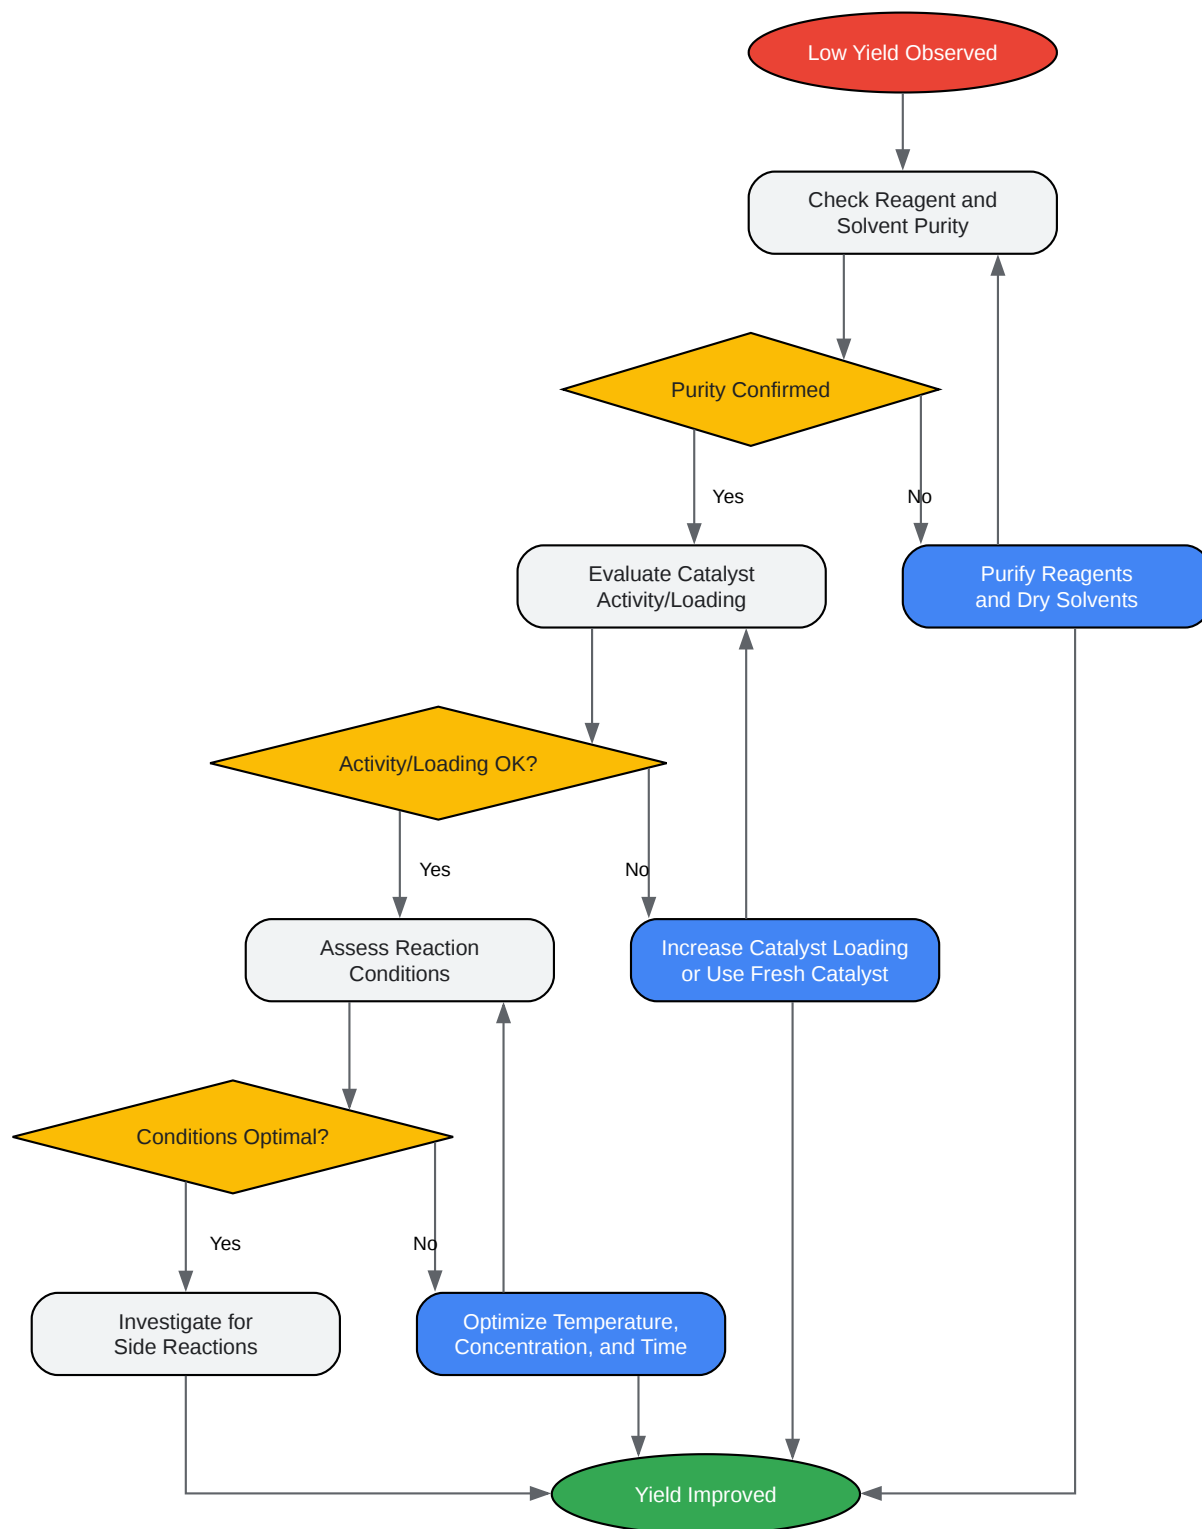 Low Yield Observed
Check Reagent and
Solvent Purity
Purity Confirmed
Yes
No
Evaluate Catalyst
Activity/Loading
Purify Reagents
and Dry Solvents
Activity/Loading OK?
Yes
No
Assess Reaction
Conditions
Increase Catalyst Loading
or Use Fresh Catalyst
Conditions Optimal?
Yes
No
Investigate for
Side Reactions
Optimize Temperature,
Concentration, and Time
Yield Improved